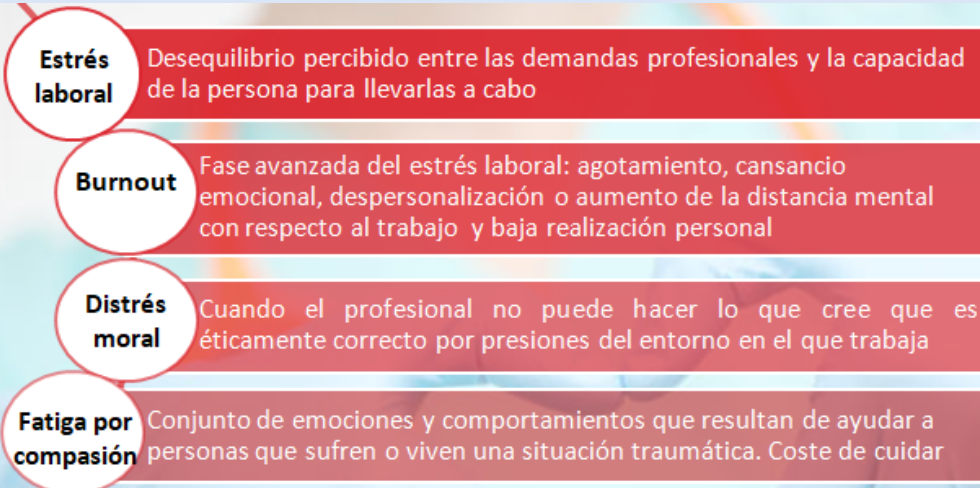 Estrés
laboral
Desequilibrio percibido entre las demandas profesionales y la capacidad
de la persona para llevarlas a cabo
Burnout
Fase avanzada del estrés laboral: agotamiento, cansancio
emocional, despersonalización o aumento de la distancia mental
con respecto al trabajo y baja realización personal
Distrés
moral
Cuando el profesional no puede hacer lo que cree que es
éticamente correcto por presiones del entorno en el que trabaja
Fatiga por
compasión
Conjunto de emociones y comportamientos que resultan de ayudar a
personas que sufren o viven una situación traumática. Coste de cuidar